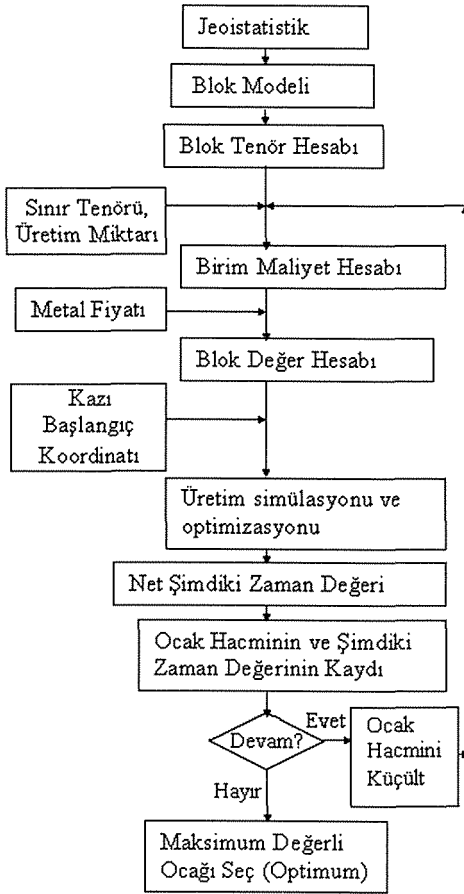 Jeoistatistik
Blok Modeli
Blok Tenör Hesabı
Sınır Tenörü,
Üretim Miktarı
Birim Maliyet Hesabı
Metal Fiyatı
Blok Değer Hesabı
Kazı
Başlangıç
Koordinatı
Üretim simülasyonu ve
optimizasyonu
Net Şimdiki Zaman Değeri
Ocak Hacminin ve Şimdiki
Zaman Değerinin Kaydı
Devam?
Evet
Ocak
Hacmini
Küçült
Hayır
Maksimum Değerli
Ocağı Seç (Optimum)